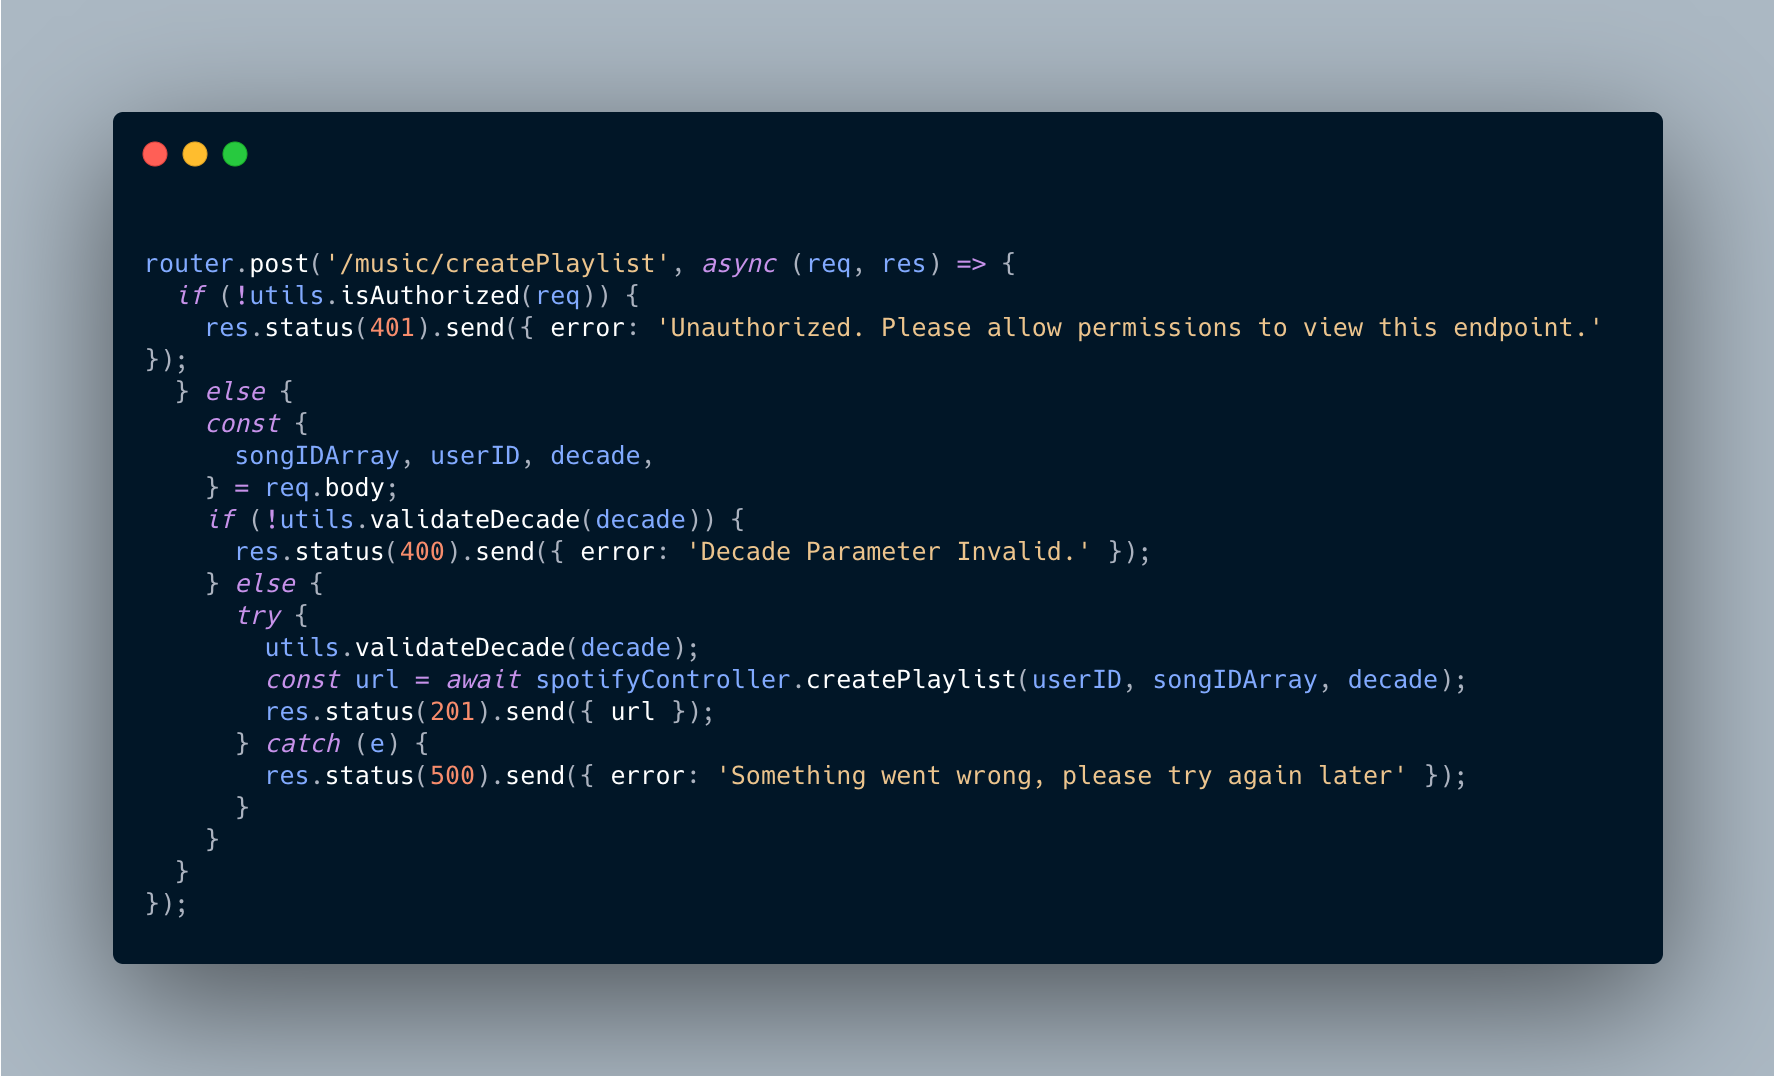 router.post('/music/createPlaylist', async (req, res) => {
  if (!utils.isAuthorized(req)) {
    res.status(401).send({ error: 'Unauthorized. Please allow permissions to view this endpoint.'
});
  } else {
    const {
      songIDArray, userID, decade,
    } = req.body;
    if (!utils.validateDecade(decade)) {
      res.status(400).send({ error: 'Decade Parameter Invalid.' });
    } else {
      try {
        utils.validateDecade(decade);
        const url = await spotifyController.createPlaylist(userID, songIDArray, decade);
        res.status(201).send({ url });
      } catch (e) {
        res.status(500).send({ error: 'Something went wrong, please try again later' });
      }
    }
  }
});